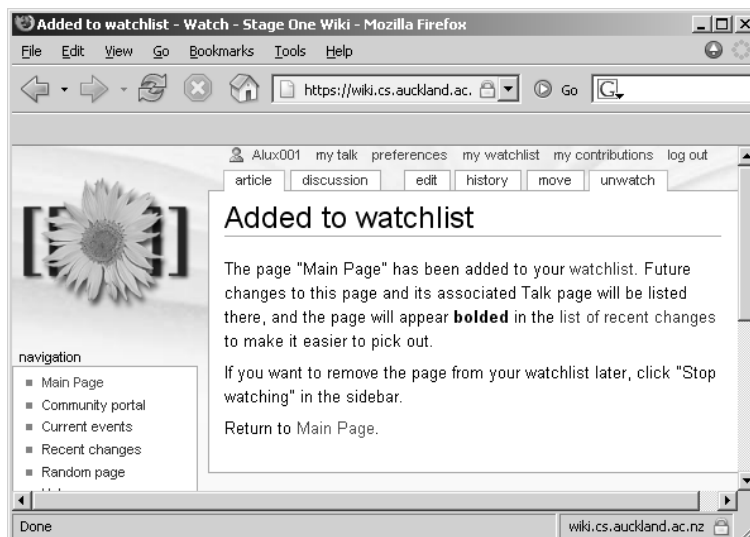 Added to watchlist - Watch - Stage One Wiki - Mozilla Firefox
File Edit View Go Bookmarks Tools Help
https://wiki.cs.auckland.ac. Go G
Alux001 my talk preferences my watchlist my contributions log out
article discussion edit history move unwatch
Added to watchlist
The page "Main Page" has been added to your watchlist. Future
changes to this page and its associated Talk page will be listed
there, and the page will appear bolded in the list of recent changes
to make it easier to pick out.
If you want to remove the page from your watchlist later, click "Stop
watching" in the sidebar.
Return to Main Page.
navigation
Main Page
Community portal
Current events
Recent changes
Random page
Done wiki.cs.auckland.ac.nz